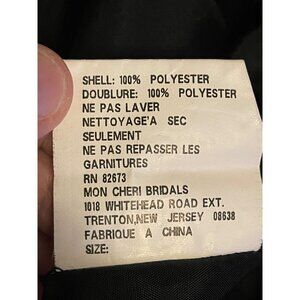 SHELL: 100% POLYESTER
DOUBLURE: 100% POLYESTER
NE PAS LAVER
NETTOYAGE'A SEC
SEULEMENT
NE PAS REPASSER LES
GARNITURES
RN 82673
MON CHERI BRIDALS
1018 WHITEHEAD ROAD EXT.
TRENTON,NEW JERSEY 08638
FABRIQUE A CHINA
SIZE: